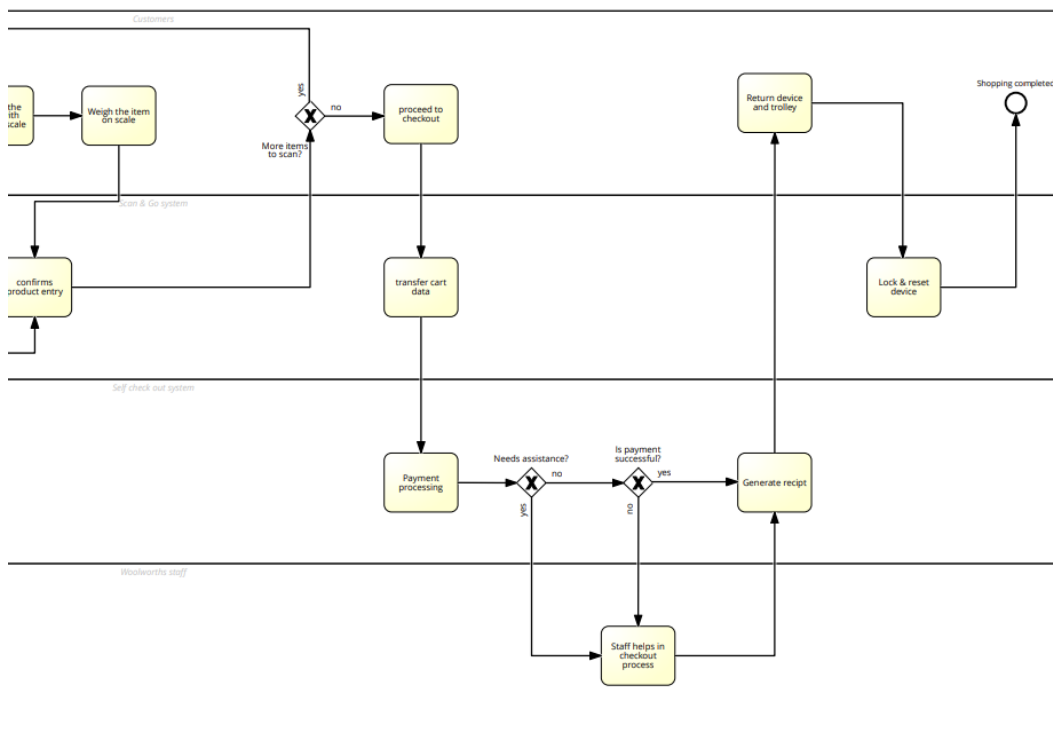 Customers
Shopping completed
yes
no
the
ith
scale
Weigh the item
on scale
proceed to
checkout
Return device
and trolley
More items
to scan?
Scan & Go system
confirms
product entry
transfer cart
data
Lock & reset
device
Self check out system
Needs assistance?
Is payment
successful?
no
yes
Payment
processing
Generate recipt
yes
no
Woolworths staff
Staff helps in
checkout
process